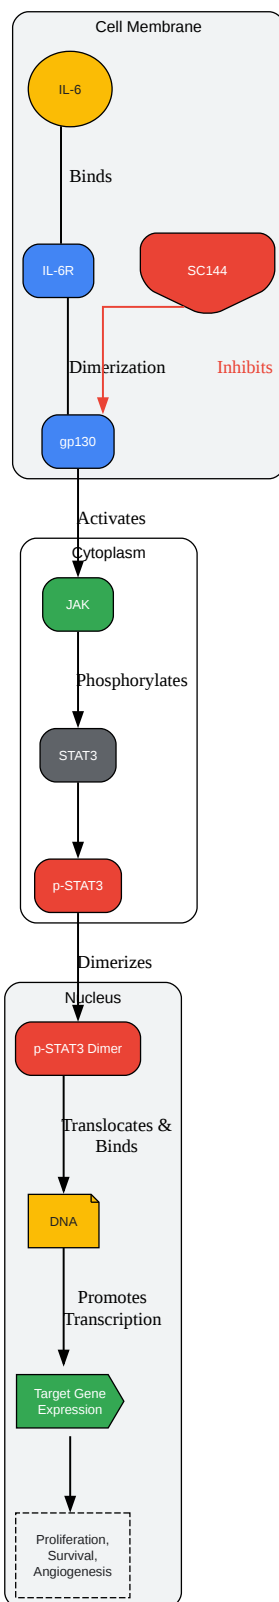 Cell Membrane
IL-6
Binds
IL-6R
SC144
Dimerization
Inhibits
gp130
Activates
Cytoplasm
JAK
Phosphorylates
STAT3
p-STAT3
Dimerizes
Nucleus
p-STAT3 Dimer
Translocates &
Binds
DNA
Promotes
Transcription
Target Gene
Expression
Proliferation,
Survival,
Angiogenesis